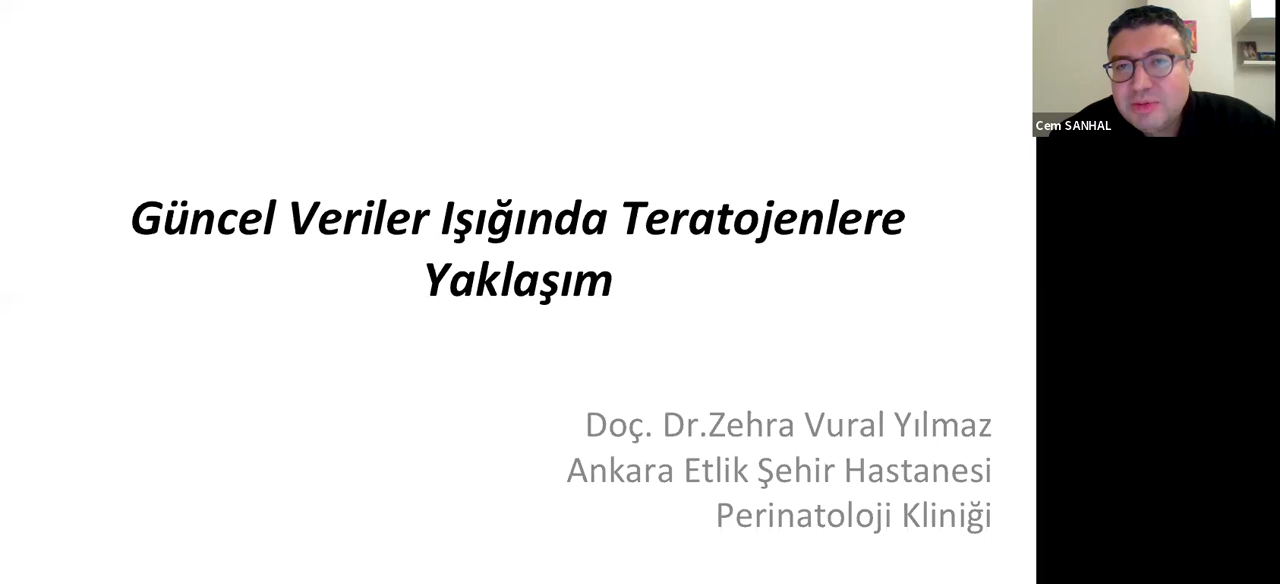 Güncel Veriler Işığında Teratojenlere
Yaklaşım
Doç. Dr.Zehra Vural Yılmaz
Ankara Etlik Şehir Hastanesi
Perinatoloji Kliniği
Cem SANHAL